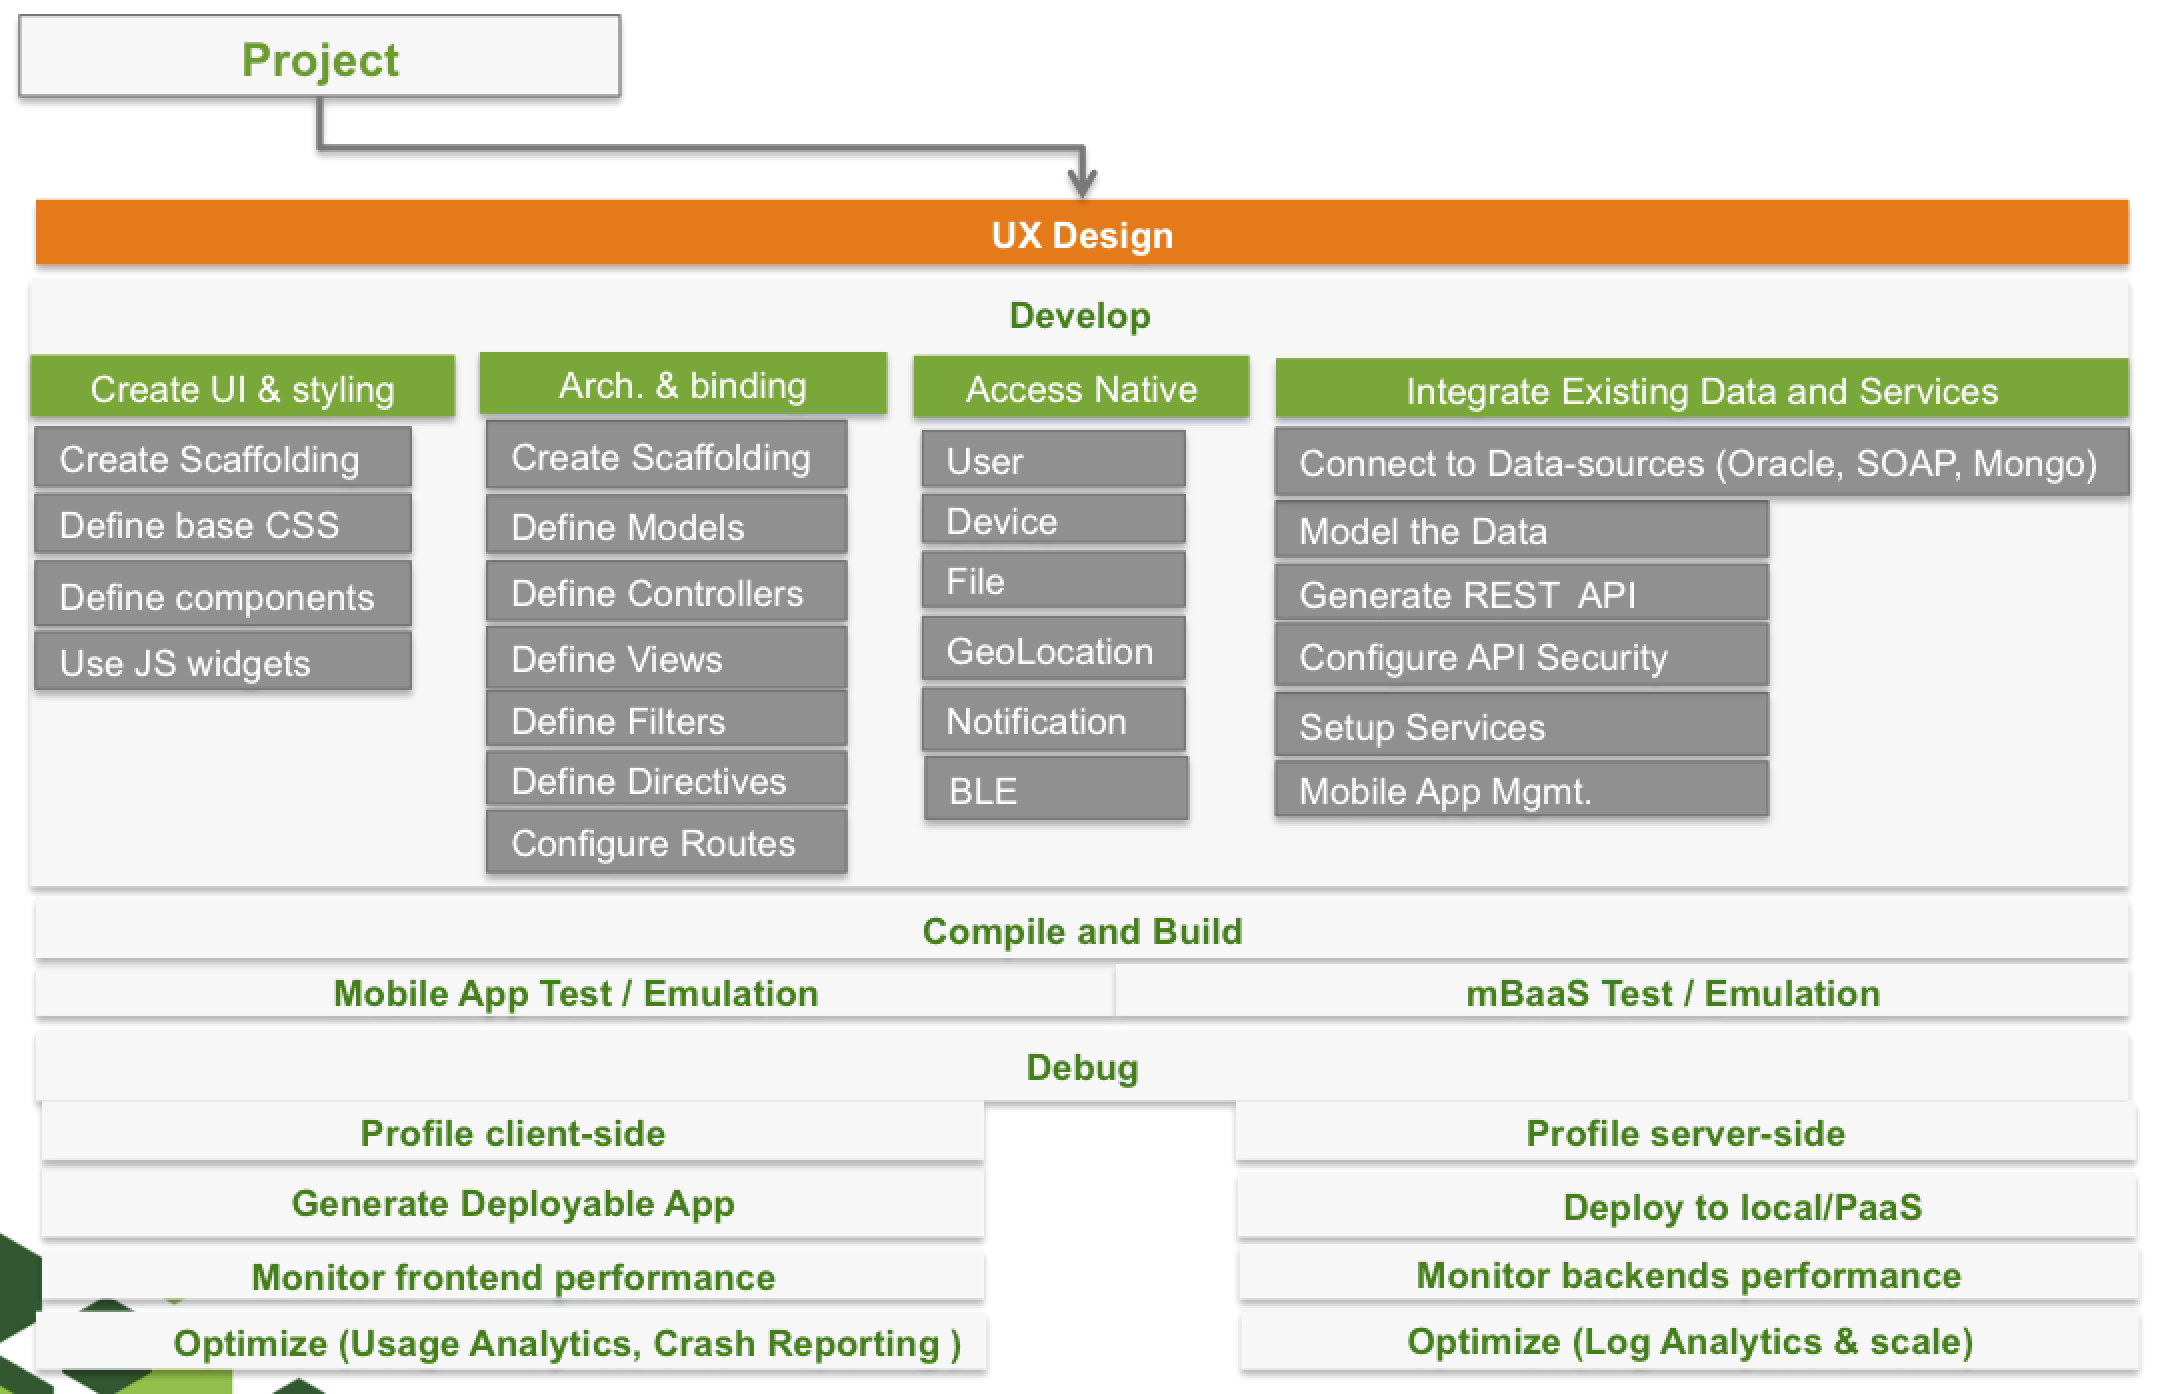 Project
UX Design
Develop
Create UI & styling
Create Scaffolding
Define base CSS
Define components
Use JS widgets
Arch. & binding
Create Scaffolding
Define Models
Define Controllers
Define Views
Define Filters
Define Directives
Configure Routes
Access Native
User
Device
File
GeoLocation
Notification
BLE
Integrate Existing Data and Services
Connect to Data-sources (Oracle, SOAP, Mongo)
Model the Data
Generate REST  API
Configure API Security
Setup Services
Mobile App Mgmt.
Compile and Build
Mobile App Test / Emulation
mBaaS Test / Emulation
Debug
Profile client-side
Generate Deployable App
Monitor frontend performance
Optimize (Usage Analytics, Crash Reporting )
Profile server-side
Deploy to local/PaaS
Monitor backends performance
Optimize (Log Analytics & scale)